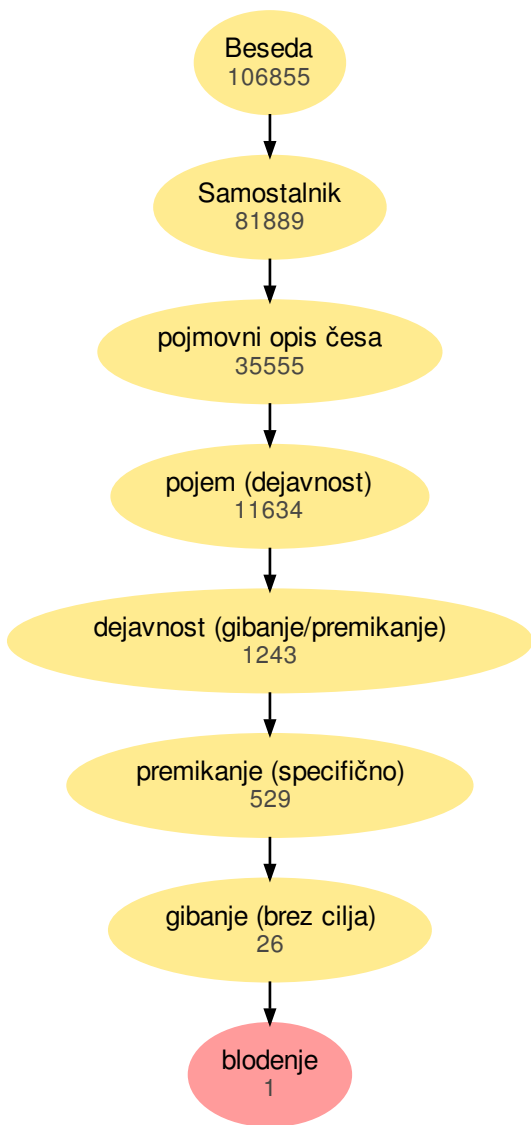 Beseda
106855
Samostalnik
81889
pojmovni opis česa
35555
pojem (dejavnost)
11634
dejavnost (gibanje/premikanje)
1243
premikanje (specifično)
529
gibanje (brez cilja)
26
blodenje
1